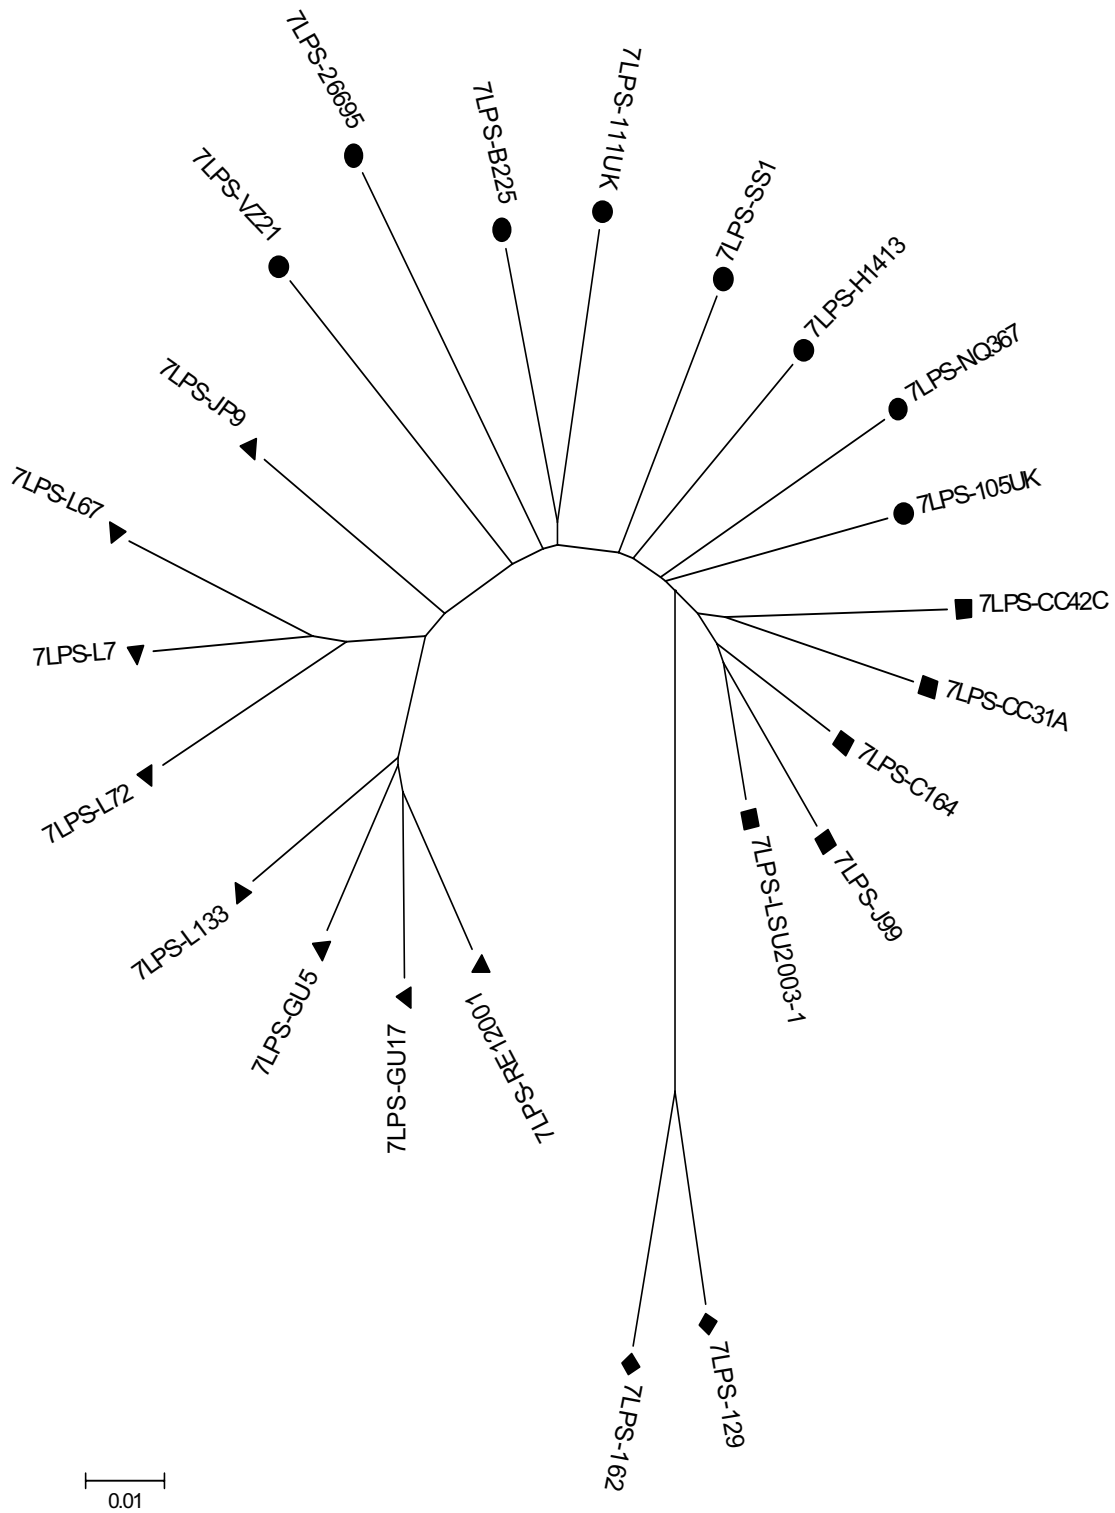 7LPS-26695
7LPS-B225
7LPS-111UK
7LPS-VZ21
7LPS-SS1
7LPS-H1413
7LPS-NQ367
7LPS-JP9
7LPS-105UK
7LPS-L67
7LPS-CC42C
7LPS-L7
7LPS-CC31A
7LPS-L72
7LPS-C164
7LPS-J99
7LPS-LSU2003-1
7LPS-L133
7LPS-GU5
7LPS-GU17
7LPS-RE12001
7LPS-129
7LPS-162
0.01